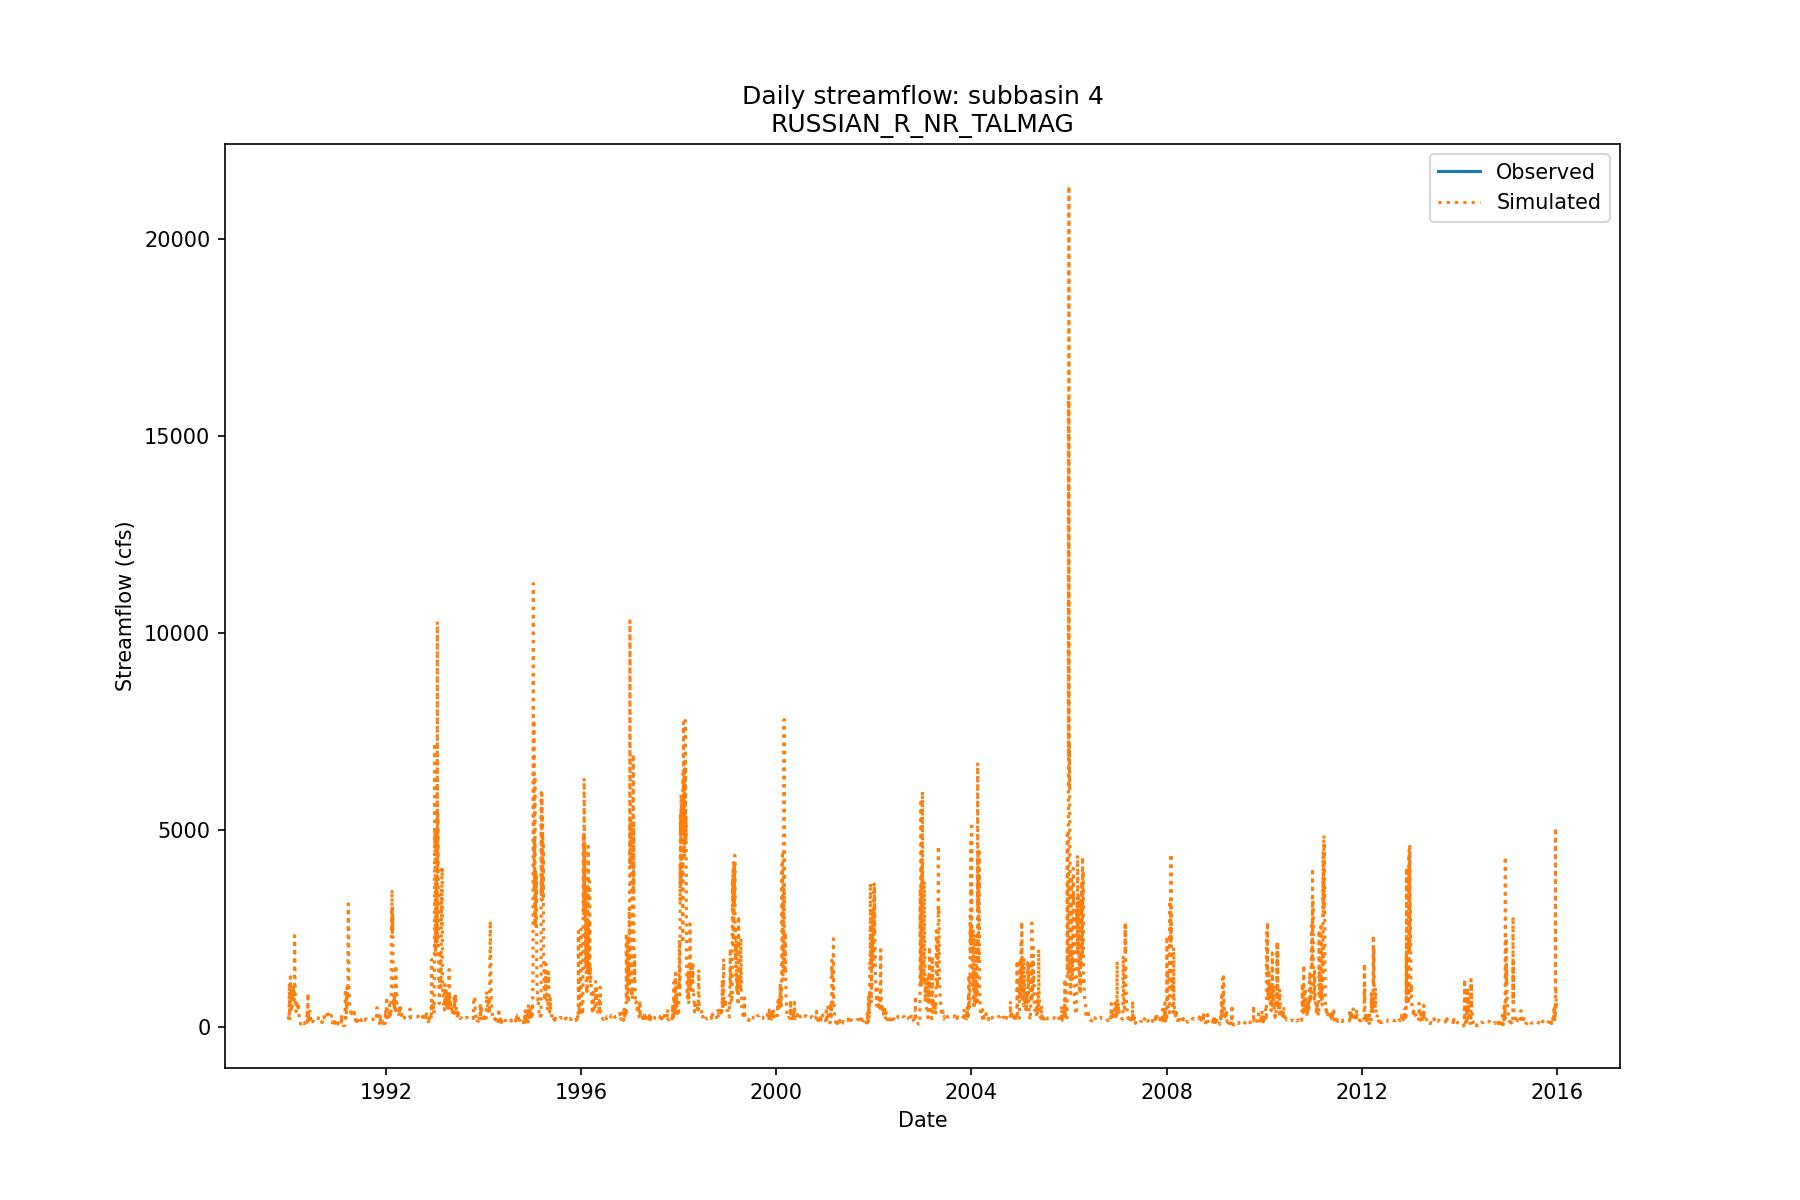 Daily streamflow: subbasin 4
RUSSIAN_R_NR_TALMAG
Observed
Simulated
Streamflow (cfs)
20000
15000
10000
5000
0
1992 1996 2000 2004 2008 2012 2016
Date